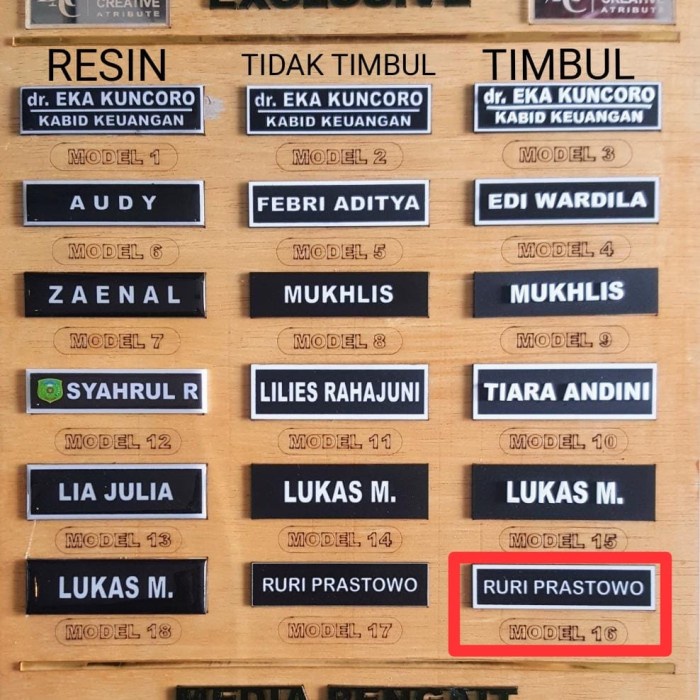 CREATIVE
ATRIBUTE
EXCLUSIVE
CREATIVE
ATRIBUTE
RESIN
TIDAK TIMBUL
TIMBUL
dr. EKA KUNCORO
KABID KEUANGAN
dr. EKA KUNCORO
KABID KEUANGAN
dr. EKA KUNCORO
KABID KEUANGAN
MODEL 1
MODEL 2
MODEL 3
AUDY
FEBRI ADITYA
EDI WARDILA
MODEL 6
MODEL 5
MODEL 4
ZAENAL
MUKHLIS
MUKHLIS
MODEL 7
MODEL 8
MODEL 9
SYAHRUL R
LILIES RAHAJUNI
TIARA ANDINI
MODEL 12
MODEL 11
MODEL 10
LIA JULIA
LUKAS M.
LUKAS M.
MODEL 13
MODEL 14
MODEL 15
LUKAS M.
RURI PRASTOWO
RURI PRASTOWO
MODEL 18
MODEL 17
MODEL 16
MEDIA PENGAIT